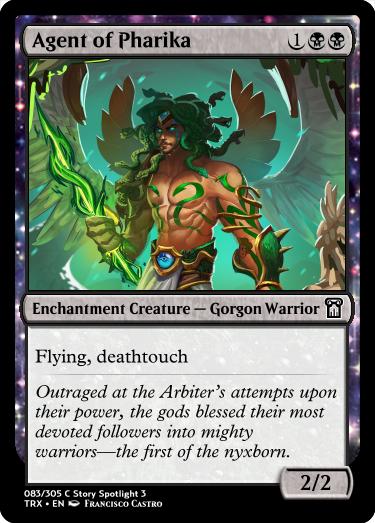 Agent of Pharika 1
Enchantment Creature — Gorgon Warrior
Flying, deathtouch
Outraged at the Arbiter's attempts upon
their power, the gods blessed their most
devoted followers into mighty
warriors—the first of the nyxborn.
083/305 C Story Spotlight 3
TRX • EN Francisco Castro
2/2